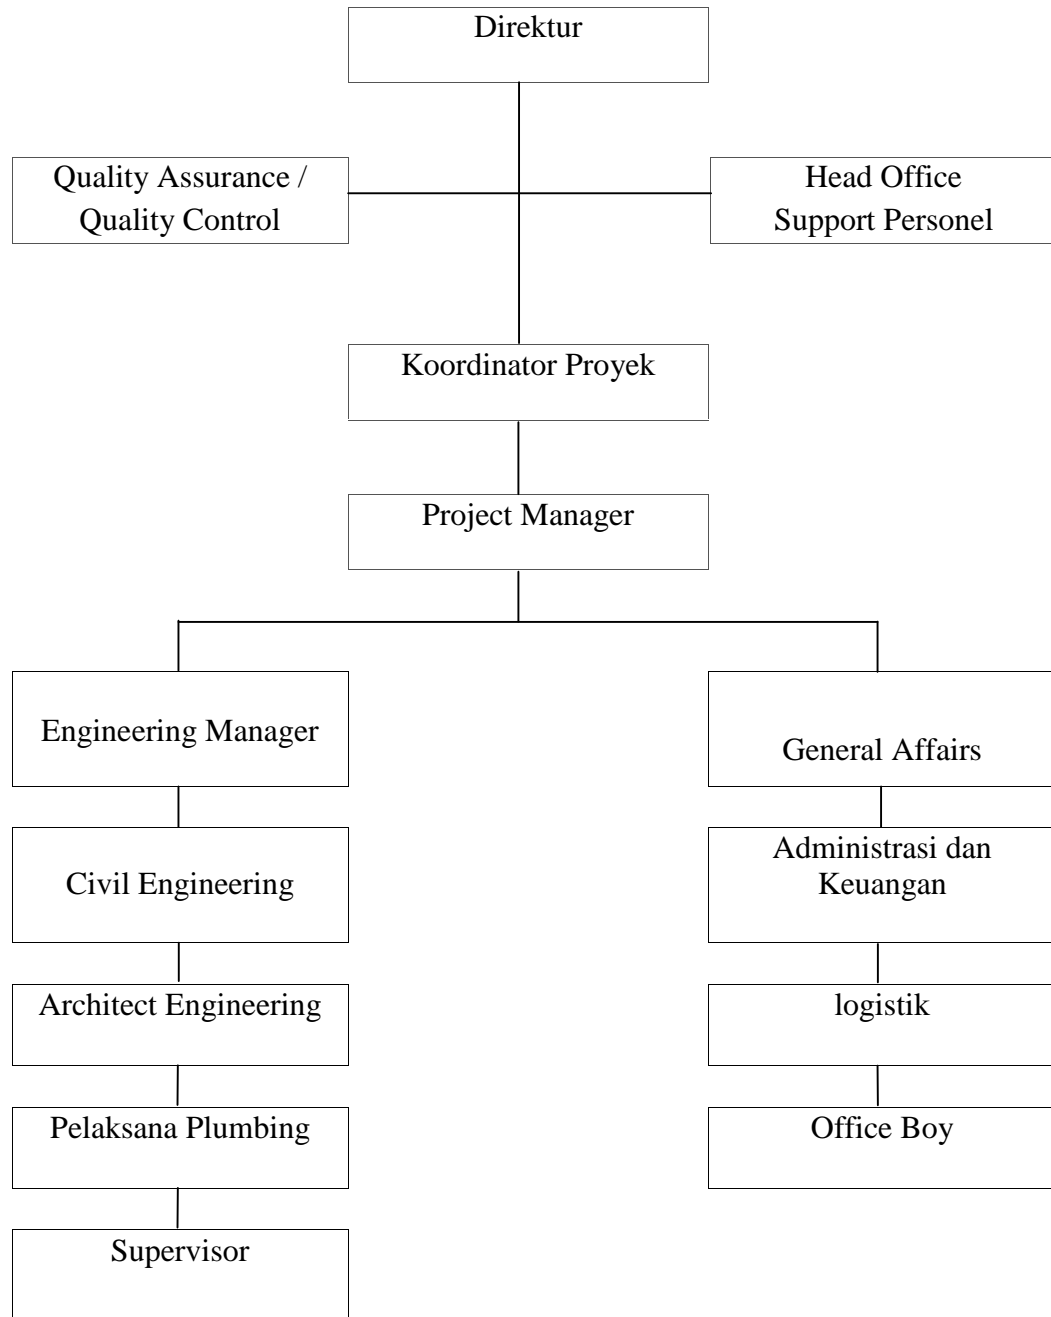 Direktur
Quality Assurance /
Quality Control
Head Office
Support Personel
Koordinator Proyek
Project Manager
Engineering Manager
General Affairs
Civil Engineering
Administrasi dan
Keuangan
Architect Engineering
logistik
Pelaksana Plumbing
Office Boy
Supervisor